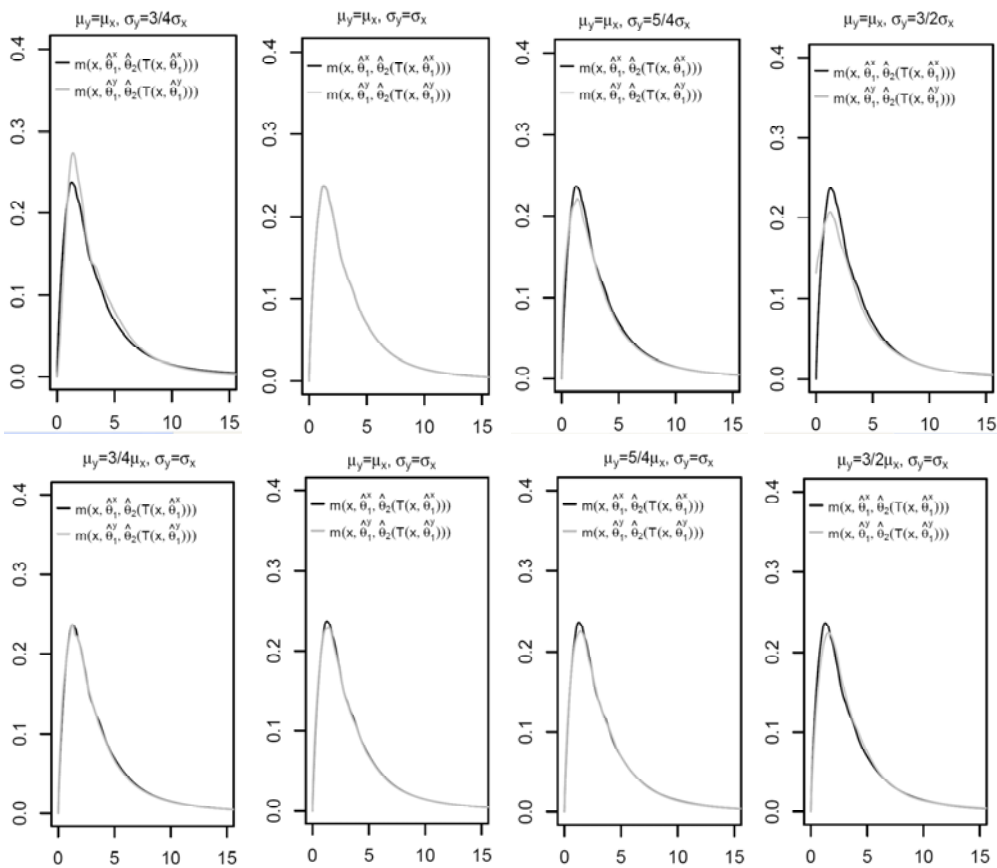 μy=μx, σy=3/4σx
m(x, θ̂₁ˣ, θ̂₂(T(x, θ̂₁ˣ)))
m(x, θ̂₁ʸ, θ̂₂(T(x, θ̂₁ʸ)))
0.0 0.1 0.2 0.3 0.4
0 5 10 15
μy=μx, σy=σx
m(x, θ̂₁ˣ, θ̂₂(T(x, θ̂₁ˣ)))
m(x, θ̂₁ʸ, θ̂₂(T(x, θ̂₁ʸ)))
0.0 0.1 0.2 0.3 0.4
0 5 10 15
μy=μx, σy=5/4σx
m(x, θ̂₁ˣ, θ̂₂(T(x, θ̂₁ˣ)))
m(x, θ̂₁ʸ, θ̂₂(T(x, θ̂₁ʸ)))
0.0 0.1 0.2 0.3 0.4
0 5 10 15
μy=μx, σy=3/2σx
m(x, θ̂₁ˣ, θ̂₂(T(x, θ̂₁ˣ)))
m(x, θ̂₁ʸ, θ̂₂(T(x, θ̂₁ʸ)))
0.0 0.1 0.2 0.3 0.4
0 5 10 15
μy=3/4μx, σy=σx
m(x, θ̂₁ˣ, θ̂₂(T(x, θ̂₁ˣ)))
m(x, θ̂₁ʸ, θ̂₂(T(x, θ̂₁ʸ)))
0.0 0.1 0.2 0.3 0.4
0 5 10 15
μy=μx, σy=σx
m(x, θ̂₁ˣ, θ̂₂(T(x, θ̂₁ˣ)))
m(x, θ̂₁ʸ, θ̂₂(T(x, θ̂₁ʸ)))
0.0 0.1 0.2 0.3 0.4
0 5 10 15
μy=5/4μx, σy=σx
m(x, θ̂₁ˣ, θ̂₂(T(x, θ̂₁ˣ)))
m(x, θ̂₁ʸ, θ̂₂(T(x, θ̂₁ʸ)))
0.0 0.1 0.2 0.3 0.4
0 5 10 15
μy=3/2μx, σy=σx
m(x, θ̂₁ˣ, θ̂₂(T(x, θ̂₁ˣ)))
m(x, θ̂₁ʸ, θ̂₂(T(x, θ̂₁ʸ)))
0.0 0.1 0.2 0.3 0.4
0 5 10 15